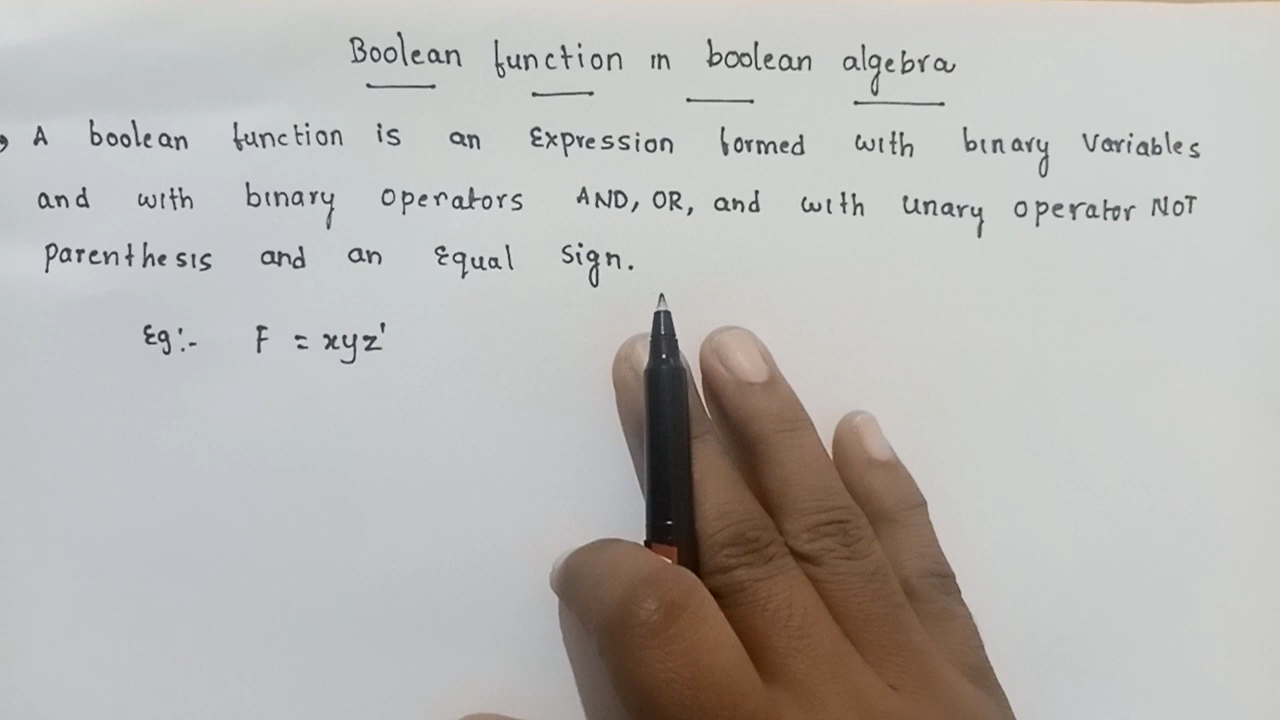 Boolean function in boolean algebra
A boolean function is an Expression formed with binary Variables
and with binary operators AND, OR, and with unary operator NOT
Parenthesis and an Equal sign.
Eg:- F = xyz'